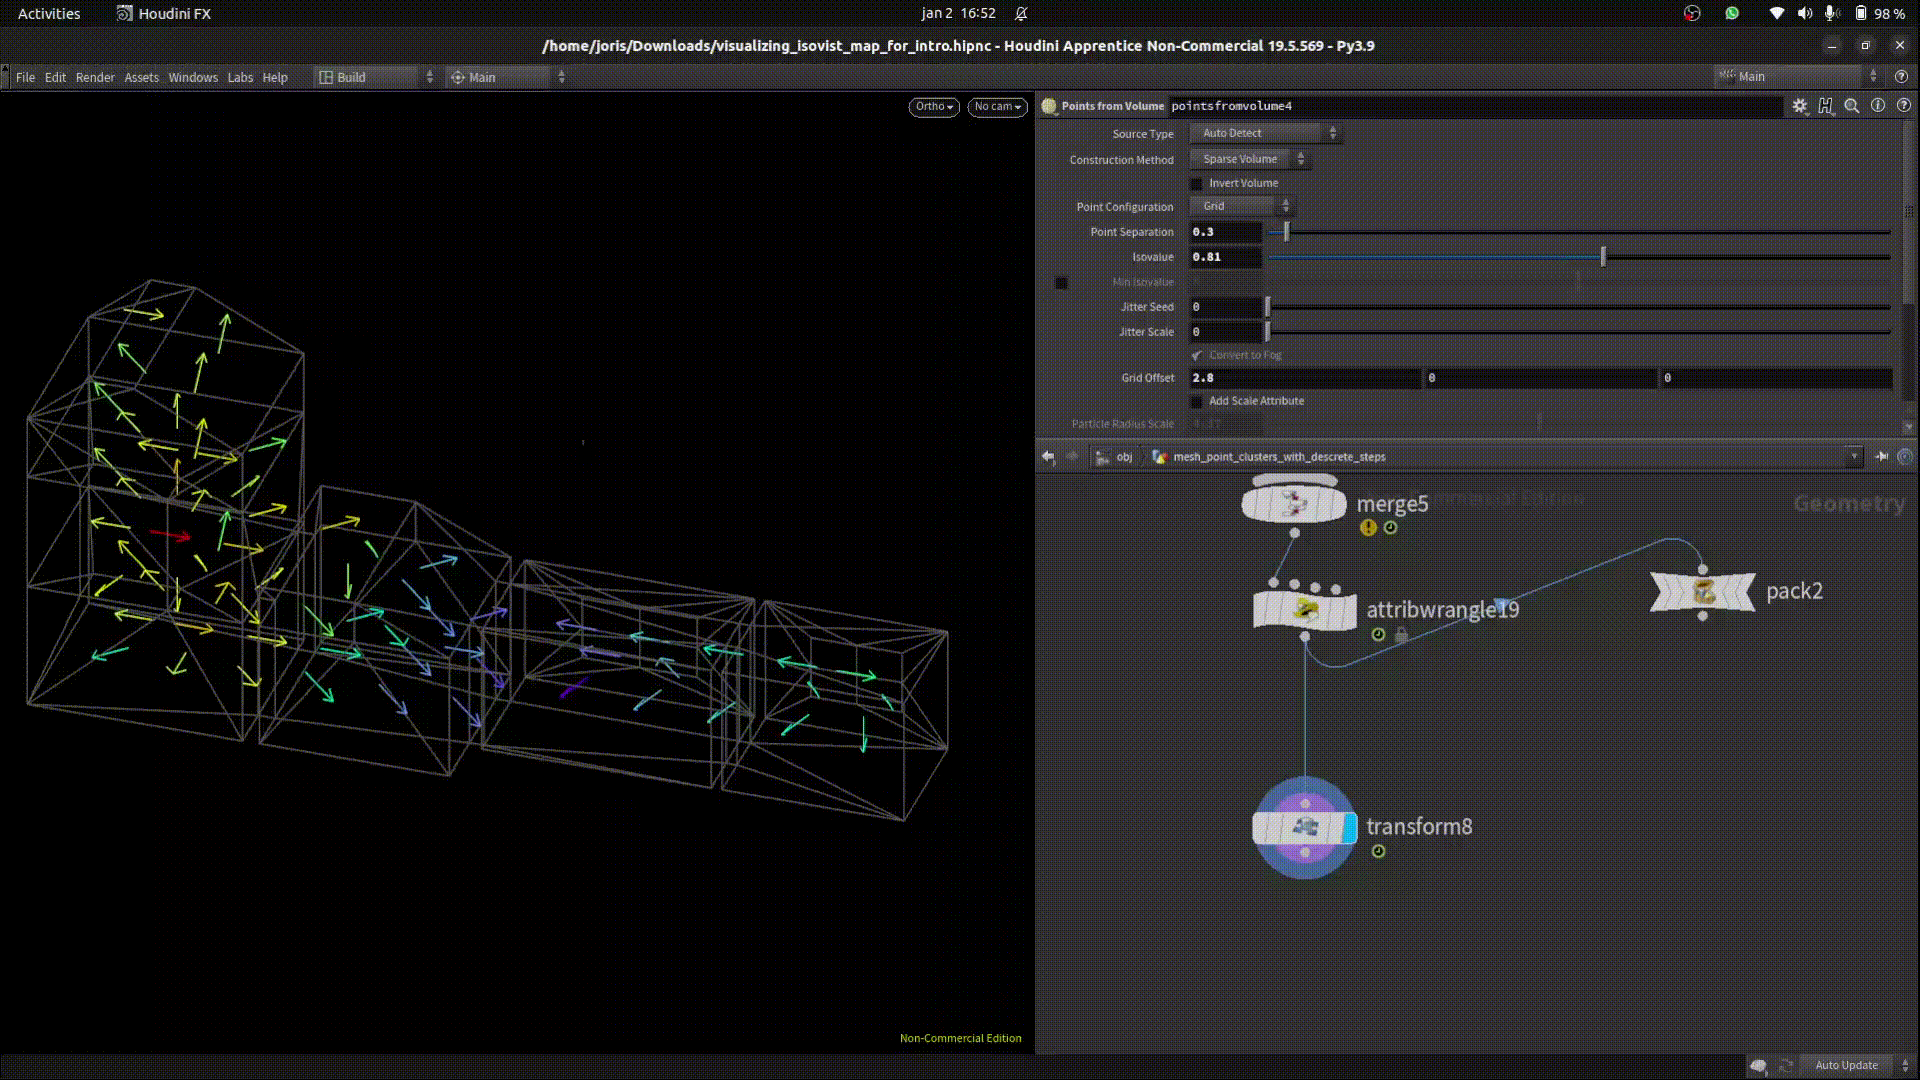 Activities Houdini FX jan 2 16:52 98 %
/home/joris/Downloads/visualizing_isovist_map_for_intro.hipnc - Houdini Apprentice Non-Commercial 19.5.569 - Py3.9
File Edit Render Assets Windows Labs Help Build Main Main
Ortho No cam
Points from Volume pointsfromvolume4
Source Type Auto Detect
Construction Method Sparse Volume
Invert Volume
Point Configuration Grid
Point Separation 0.3
Isovalue 0.81
Min Isovalue
Jitter Seed 0
Jitter Scale 0
Convert to Fog
Grid Offset 2.8 0 0
Add Scale Attribute
Particle Radius Scale
obj mesh_point_clusters_with_descrete_steps
merge5
Edition
Geometry
attribwrangle19
pack2
transform8
Non-Commercial Edition
Auto Update